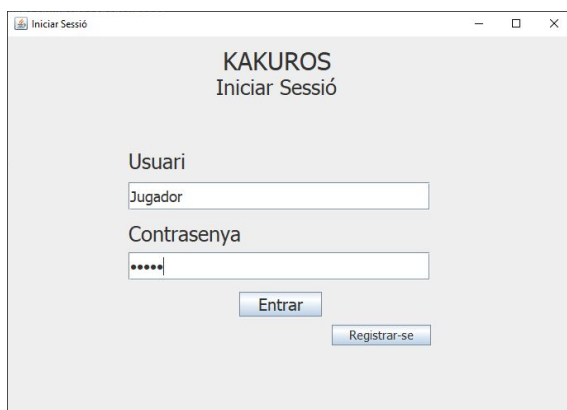 Iniciar Sessió
KAKUROS
Iniciar Sessió
Usuari
Jugador
Contrasenya
•••••
Entrar
Registrar-se